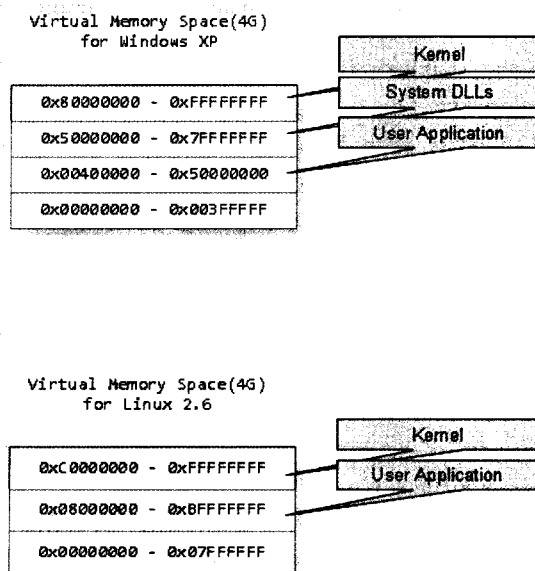 Virtual Memory Space(4G)
for Windows XP
Kernel
0x80000000 - 0xFFFFFFFF
System DLLs
0x50000000 - 0x7FFFFFFF
User Application
0x00400000 - 0x50000000
0x00000000 - 0x003FFFFF
Virtual Memory Space(4G)
for Linux 2.6
Kernel
0xC0000000 - 0xFFFFFFFF
User Application
0x08000000 - 0xBFFFFFFF
0x00000000 - 0x07FFFFFF